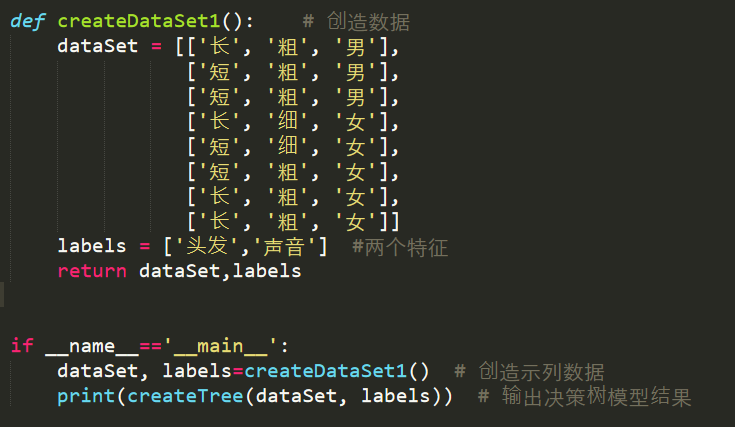 def createDataSet1():    # 创造数据
    dataSet = [['长', '粗', '男'],
               ['短', '粗', '男'],
               ['短', '粗', '男'],
               ['长', '细', '女'],
               ['短', '细', '女'],
               ['短', '粗', '女'],
               ['长', '粗', '女'],
               ['长', '粗', '女']]
    labels = ['头发','声音']  #两个特征
    return dataSet,labels
if __name__=='__main__':
    dataSet, labels=createDataSet1()  # 创造示列数据
    print(createTree(dataSet, labels))  # 输出决策树模型结果